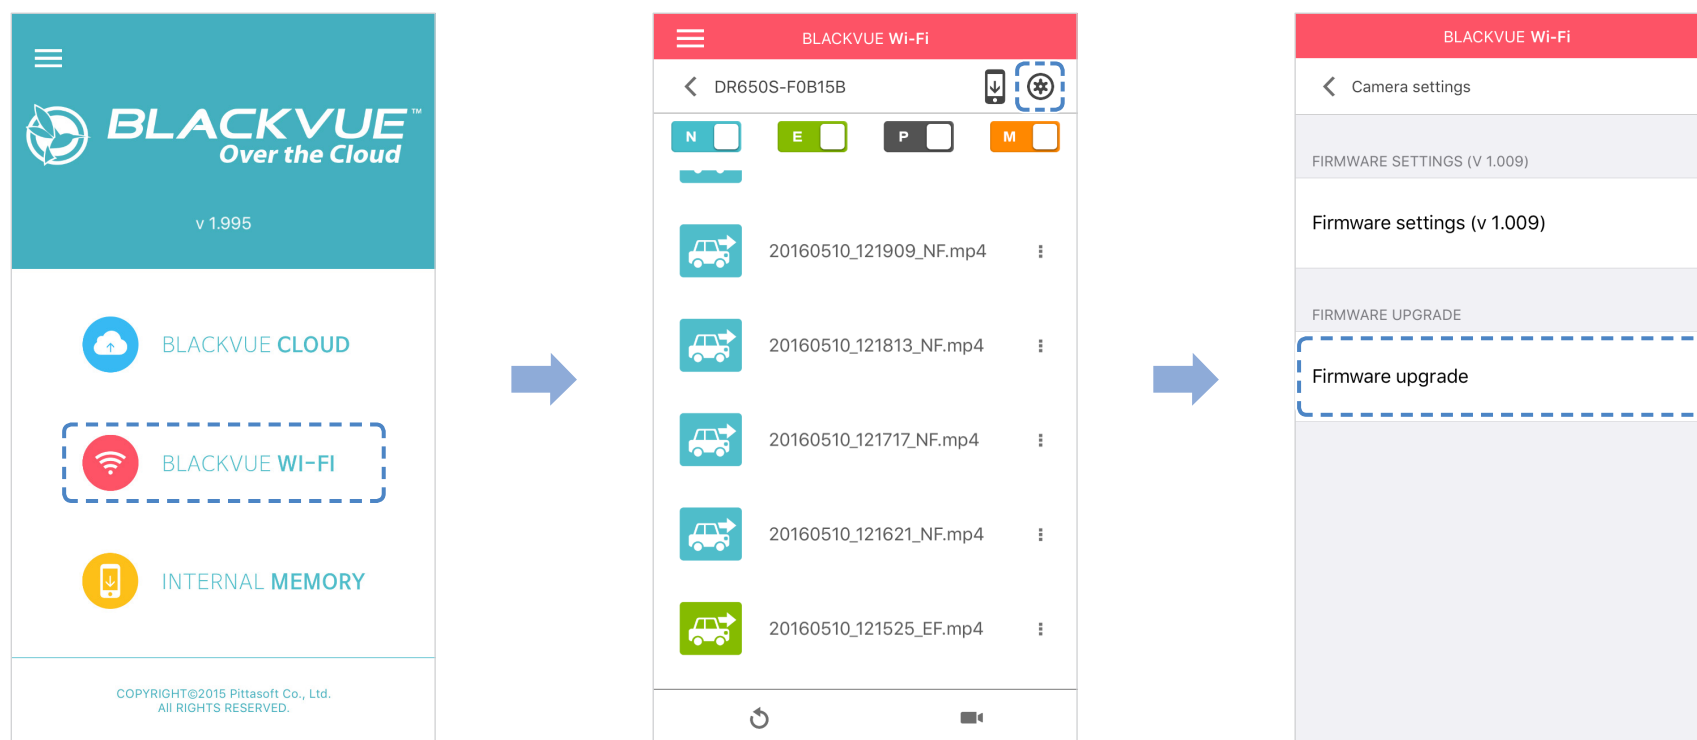 BLACKVUE™
Over the Cloud
v 1.995
BLACKVUE CLOUD
BLACKVUE WI-FI
INTERNAL MEMORY
COPYRIGHT©2015 Pittasoft Co., Ltd.
All RIGHTS RESERVED.
BLACKVUE Wi-Fi
DR650S-F0B15B
N E P M
20160510_121909_NF.mp4
20160510_121813_NF.mp4
20160510_121717_NF.mp4
20160510_121621_NF.mp4
20160510_121525_EF.mp4
BLACKVUE Wi-Fi
Camera settings
FIRMWARE SETTINGS (V 1.009)
Firmware settings (v 1.009)
FIRMWARE UPGRADE
Firmware upgrade